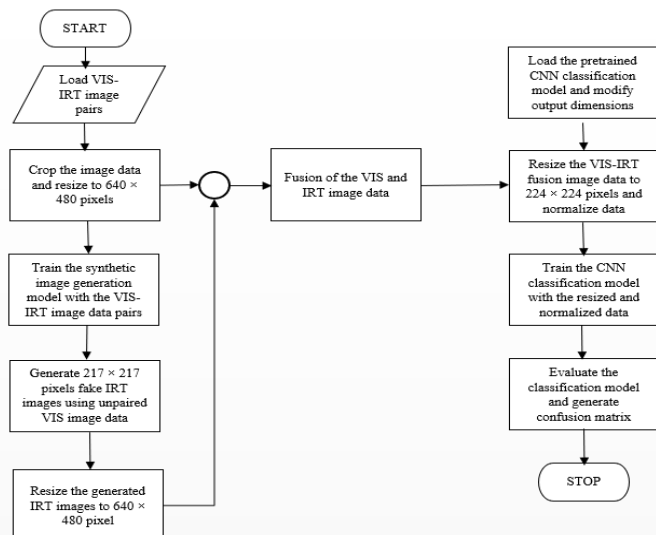 START
Load VIS-
IRT image
pairs
Crop the image data
and resize to 640 ×
480 pixels
Train the synthetic
image generation
model with the VIS-
IRT image data pairs
Generate 217 × 217
pixels fake IRT
images using unpaired
VIS image data
Resize the generated
IRT images to 640 ×
480 pixel
Fusion of the VIS and
IRT image data
Load the pretrained
CNN classification
model and modify
output dimensions
Resize the VIS-IRT
fusion image data to
224 × 224 pixels and
normalize data
Train the CNN
classification model
with the resized and
normalized data
Evaluate the
classification model
and generate
confusion matrix
STOP